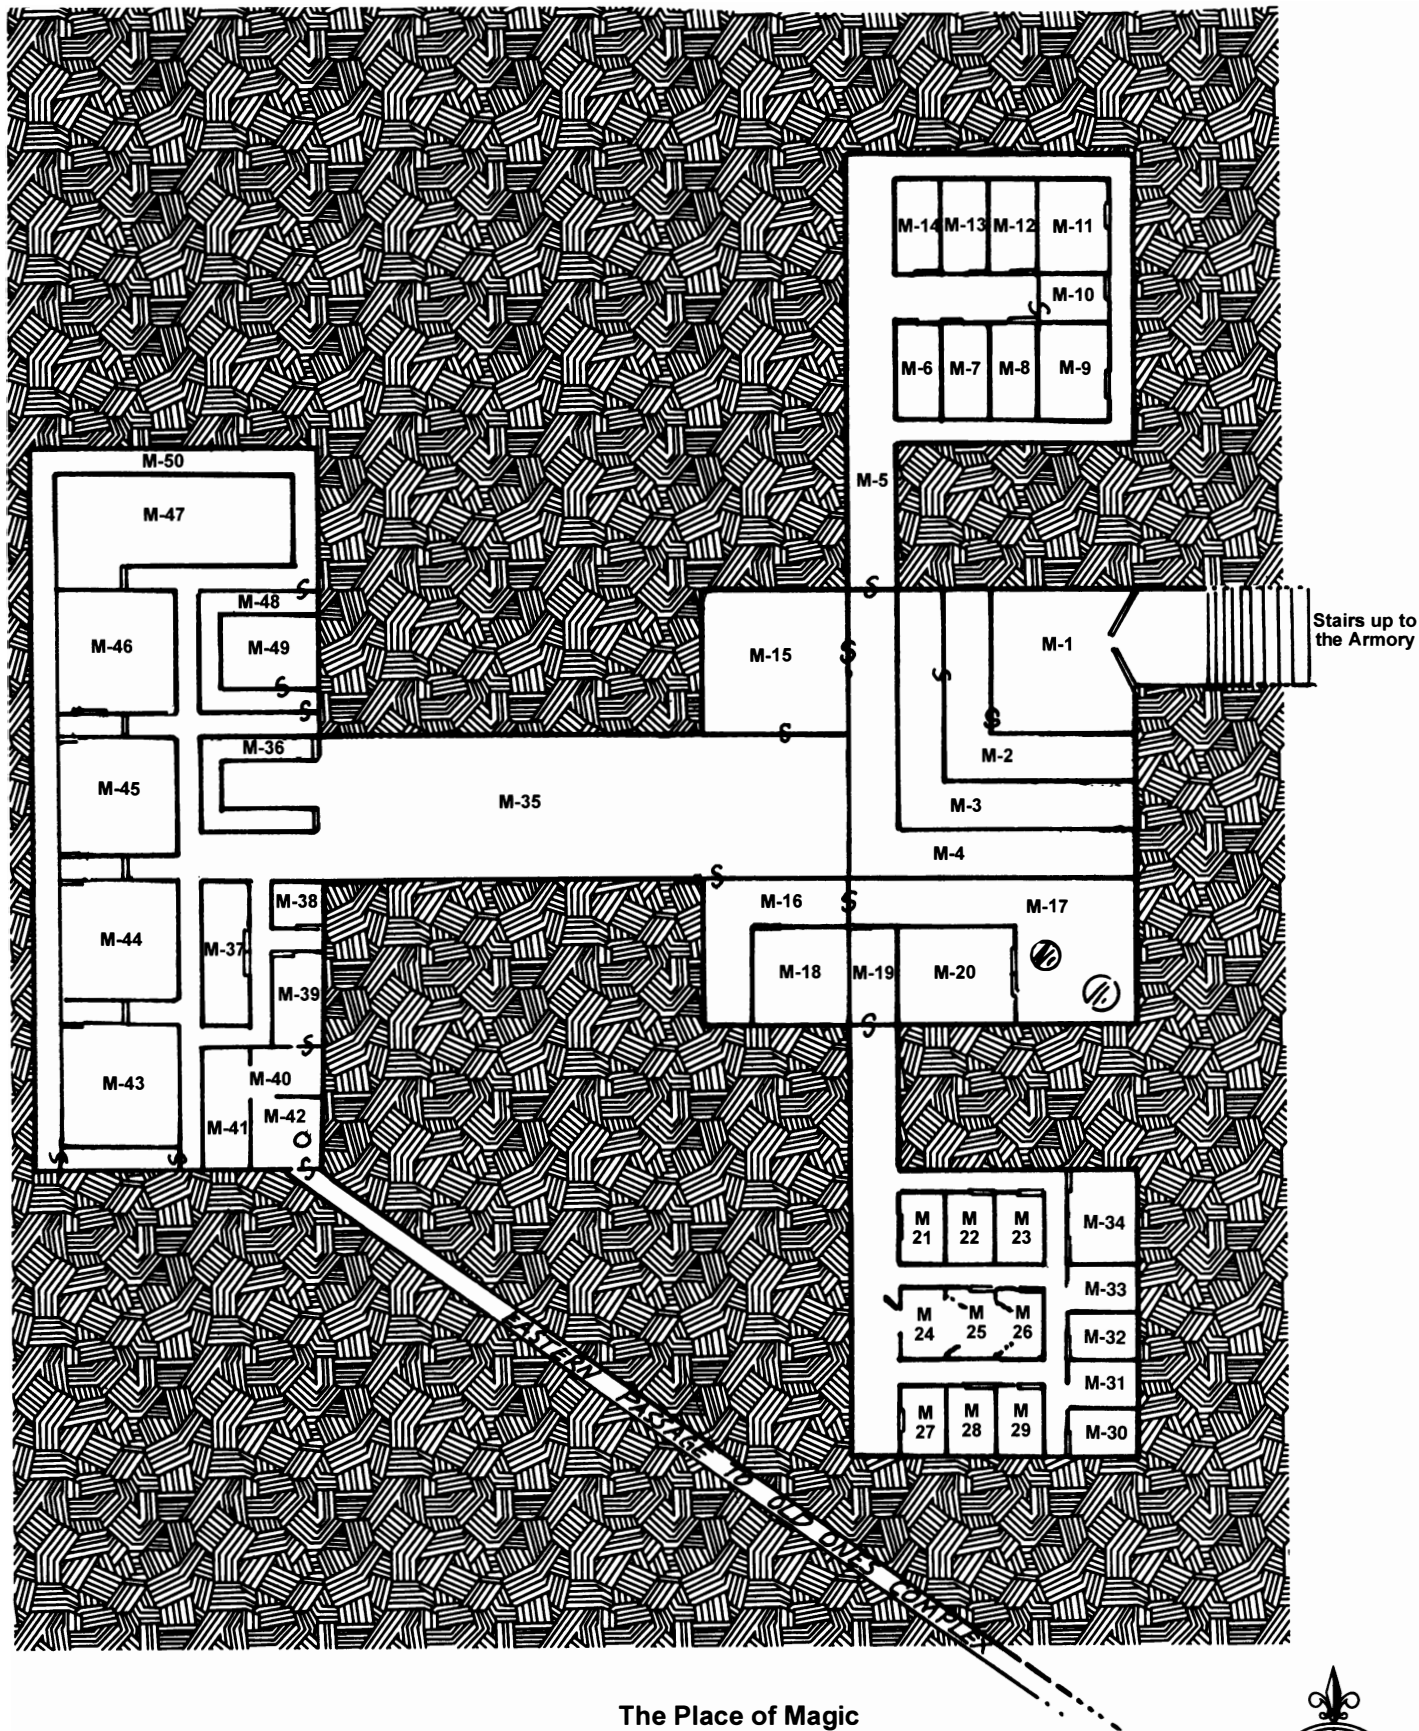 M-14 M-13 M-12 M-11
M-10
M-6 M-7 M-8 M-9
M-50
M-5
M-47
M-48
Stairs up to
the Armory
M-46
M-49
M-15
M-1
M-36
M-2
M-45
M-35
M-3
M-4
M-38
M-16
M-17
M-44
M-37
M-18
M-19
M-20
M-39
M-43
M-40
M-41
M-42
M
21
M
22
M
23
M-34
M-33
M
24
M
25
M
26
M-32
M-31
M
27
M
28
M
29
M-30
EASTERN PASSAGE TO OLD ONES COMPLEX
The Place of Magic